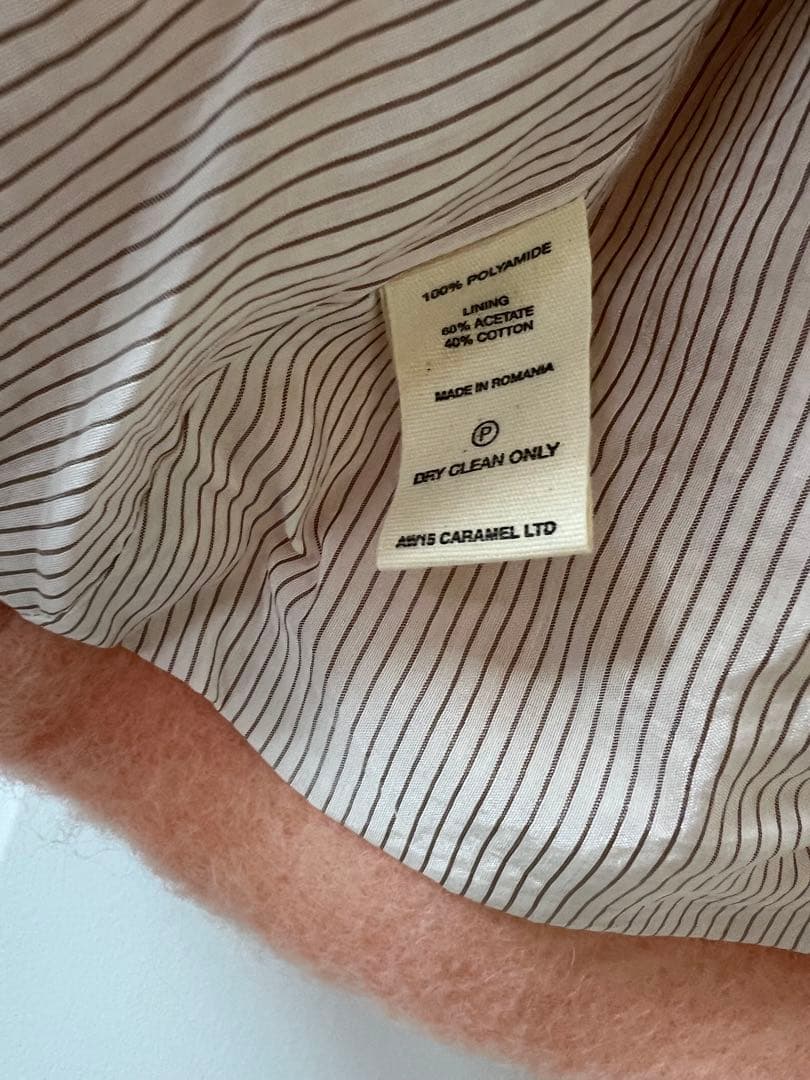 100% POLYAMIDE
LINING
60% ACETATE
40% COTTON
MADE IN ROMANIA
P
DRY CLEAN ONLY
AW15 CARAMEL LTD